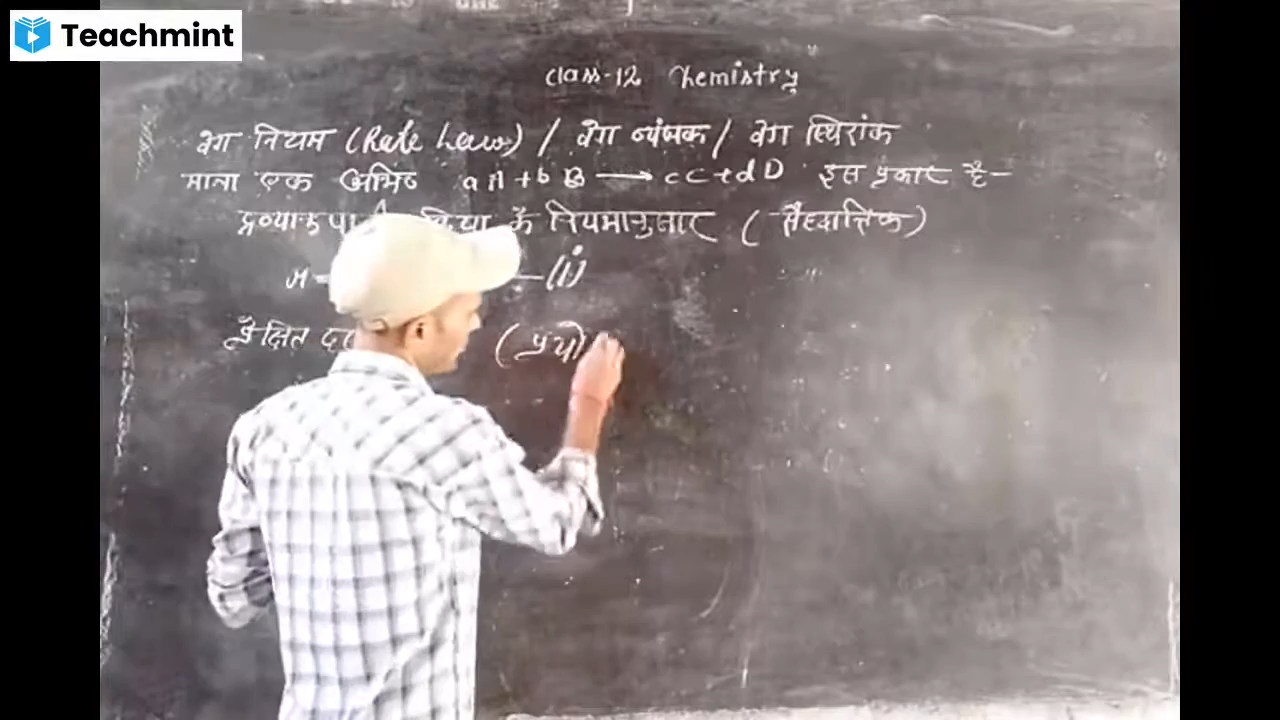 Teachmint
Class-12 Chemistry
वेग नियम (Rate Law) / वेग व्यंजक / वेग स्थिरांक
माना एक अभि० aA + bB → cC + dD इस प्रकार है-
के नियमानुसार (सैद्धान्तिक)
(i)
प्रेक्षित (प्रयो